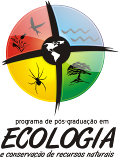 programa de pós-graduação em
ECOLOGIA
e conservação de recursos naturais